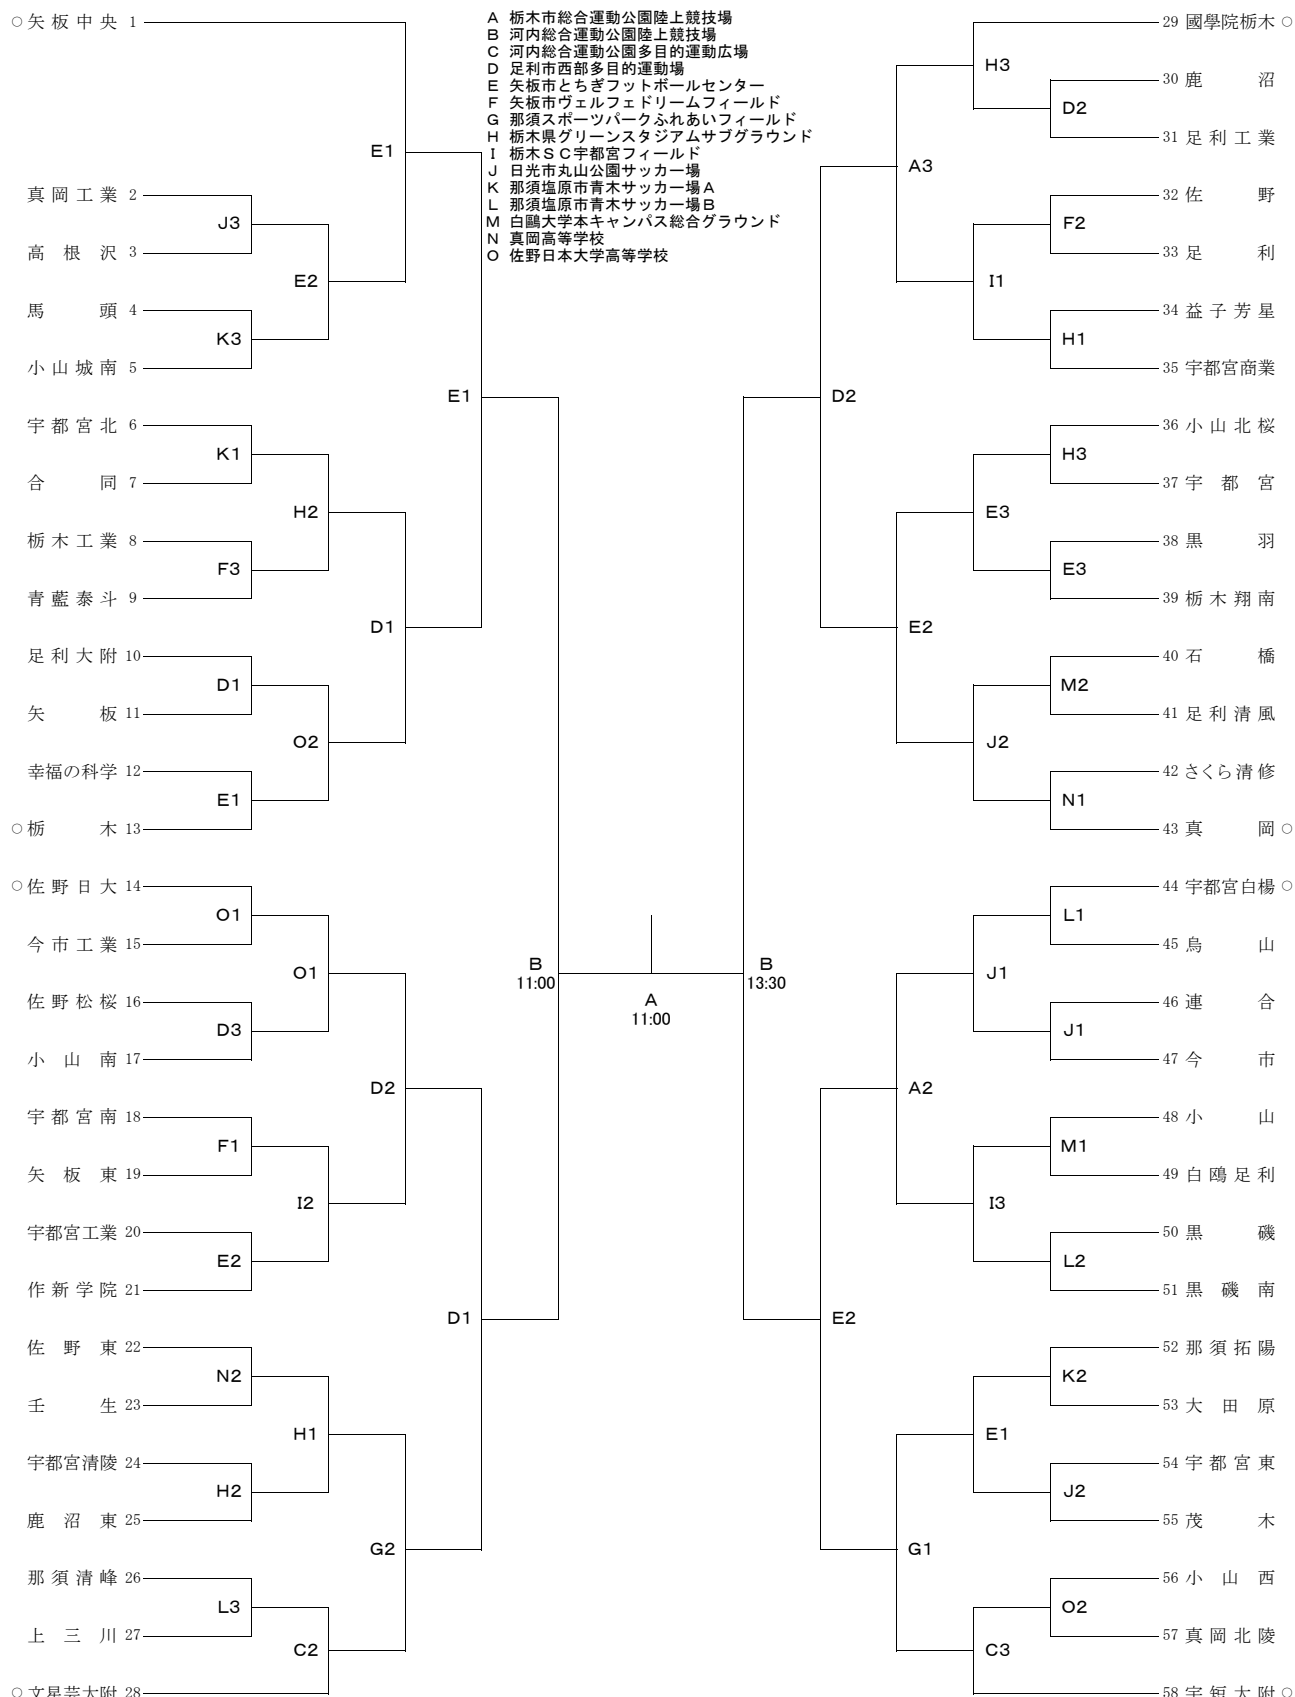 ○ 矢板中央 1
A 栃木市総合運動公園陸上競技場
B 河内総合運動公園陸上競技場
C 河内総合運動公園多目的運動広場
D 足利市西部多目的運動場
E 矢板市とちぎフットボールセンター
F 矢板市ヴェルフェドリームフィールド
G 那須スポーツパークふれあいフィールド
H 栃木県グリーンスタジアムサブグラウンド
I 栃木SC宇都宮フィールド
J 日光市丸山公園サッカー場
K 那須塩原市青木サッカー場A
L 那須塩原市青木サッカー場B
M 白鷗大学本キャンパス総合グラウンド
N 真岡高等学校
O 佐野日本大学高等学校
E1
真岡工業 2
J3
高根沢 3
E2
馬頭 4
K3
小山城南 5
E1
宇都宮北 6
K1
合同 7
H2
栃木工業 8
F3
青藍泰斗 9
D1
足利大附 10
D1
矢板 11
O2
幸福の科学 12
E1
○ 栃木 13
○ 佐野日大 14
O1
今市工業 15
O1
佐野松桜 16
D3
小山南 17
D2
宇都宮南 18
F1
矢板東 19
I2
宇都宮工業 20
E2
作新学院 21
D1
佐野東 22
N2
壬生 23
H1
宇都宮清陵 24
H2
鹿沼東 25
G2
那須清峰 26
L3
上三川 27
C2
○ 文星芸大附 28
B
11:00
A
11:00
B
13:30
29 國學院栃木 ○
H3
30 鹿沼
D2
31 足利工業
A3
32 佐野
F2
33 足利
I1
34 益子芳星
H1
35 宇都宮商業
D2
36 小山北桜
H3
37 宇都宮
E3
38 黒羽
E3
39 栃木翔南
E2
40 石橋
M2
41 足利清風
J2
42 さくら清修
N1
43 真岡 ○
44 宇都宮白楊 ○
L1
45 烏山
J1
46 連合
J1
47 今市
A2
48 小山
M1
49 白鴎足利
I3
50 黒磯
L2
51 黒磯南
E2
52 那須拓陽
K2
53 大田原
E1
54 宇都宮東
J2
55 茂木
G1
56 小山西
O2
57 真岡北陵
C3
58 宇短大附 ○